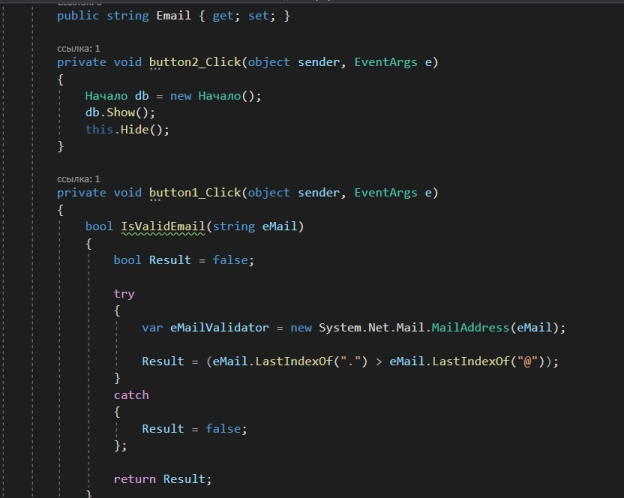 public string Email { get; set; }
ссылка: 1
private void button2_Click(object sender, EventArgs e)
{
Начало db = new Начало();
db.Show();
this.Hide();
}
ссылка: 1
private void button1_Click(object sender, EventArgs e)
{
bool IsValidEmail(string eMail)
{
bool Result = false;
try
{
var eMailValidator = new System.Net.Mail.MailAddress(eMail);
Result = (eMail.LastIndexOf(".") > eMail.LastIndexOf("@"));
}
catch
{
Result = false;
};
return Result;
}